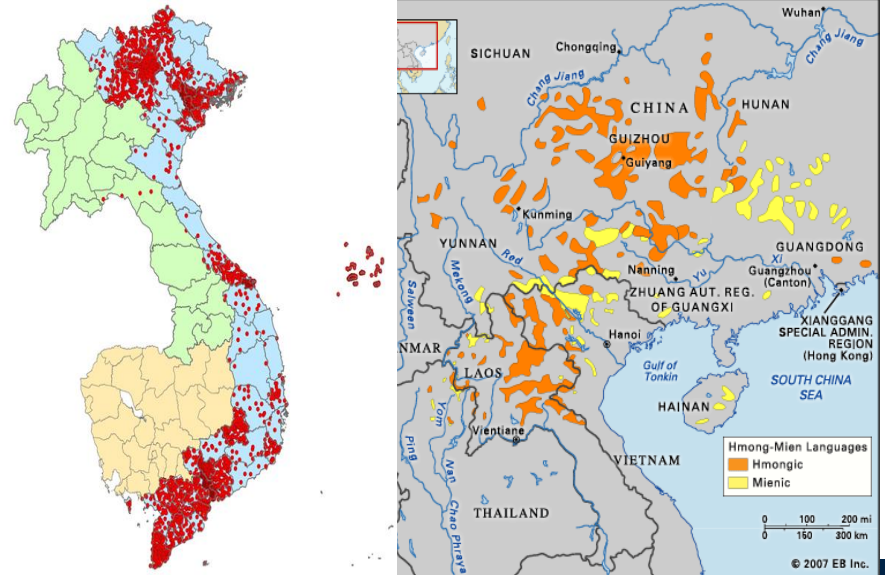 Wuhan
SICHUAN
Chongqing
Chang Jiang
Chang Jiang
CHINA
HUNAN
GUIZHOU
Guiyang
Kunming
YUNNAN
Red
Mekong
Salween
GUANGDONG
Xi
Nanning
Yu
Guangzhou
(Canton)
ZHUANG AUT. REG.
OF GUANGXI
XIANGGANG
SPECIAL ADMIN.
REGION
(Hong Kong)
Hanoi
NMAR
LAOS
Gulf of
Tonkin
SOUTH CHINA
SEA
HAINAN
Yom
Vientiane
Ping
Nan
Chao Phraya
VIETNAM
THAILAND
Hmong-Mien Languages
Hmongic
Mienic
0 100 200 mi
0 150 300 km
© 2007 EB Inc.